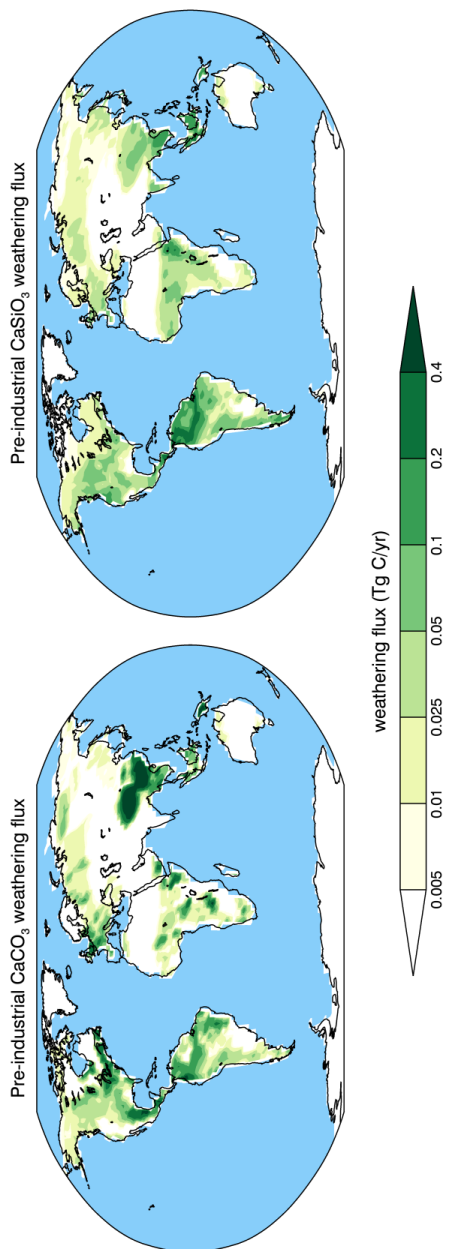 Pre-industrial CaCO₃ weathering flux
Pre-industrial CaSiO₃ weathering flux
weathering flux (Tg C/yr)
0.005 0.01 0.025 0.05 0.1 0.2 0.4